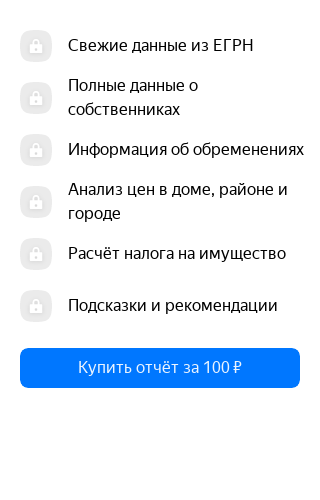 Свежие данные из ЕГРН
Полные данные о
собственниках
Информация об обременениях
Анализ цен в доме, районе и
городе
Расчёт налога на имущество
Подсказки и рекомендации
Купить отчёт за 100 ₽